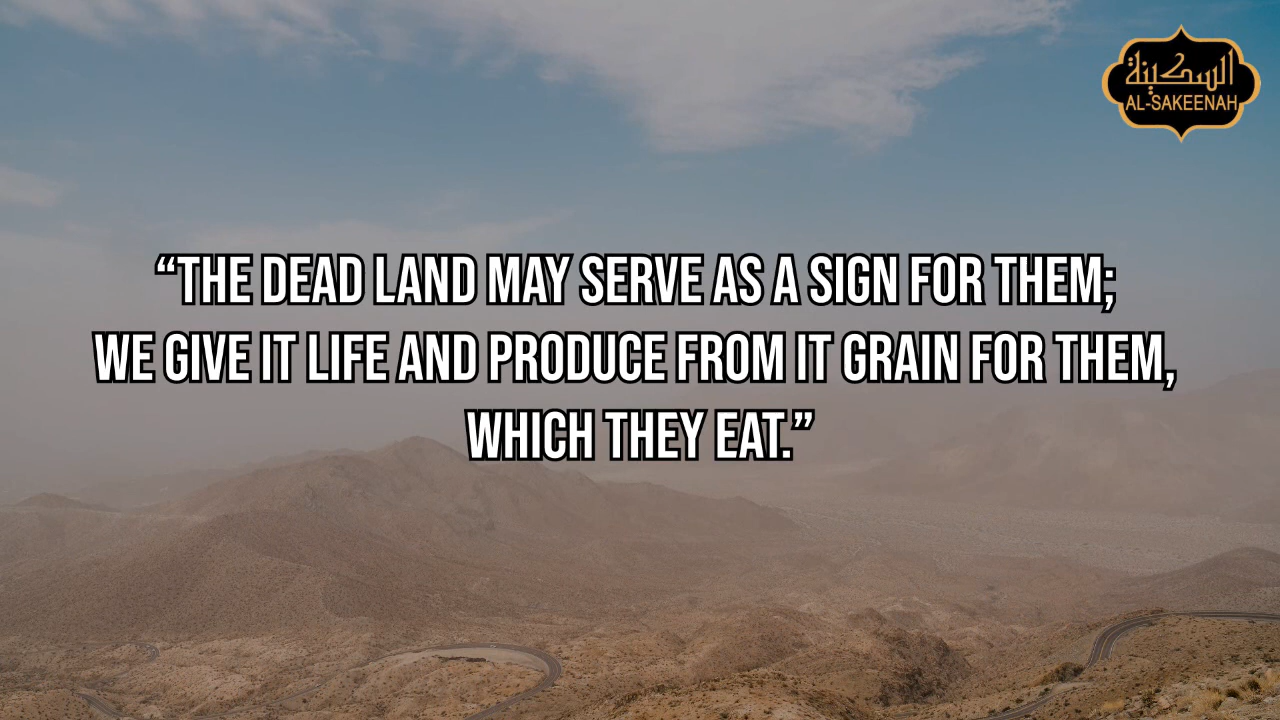 السكينة
AL-SAKEENAH
“THE DEAD LAND MAY SERVE AS A SIGN FOR THEM;
WE GIVE IT LIFE AND PRODUCE FROM IT GRAIN FOR THEM,
WHICH THEY EAT.”